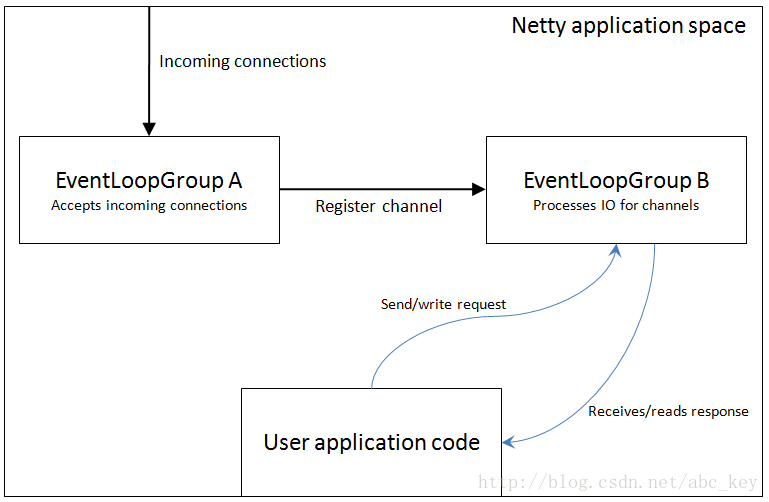 Netty application space
Incoming connections
EventLoopGroup A
Accepts incoming connections
Register channel
EventLoopGroup B
Processes IO for channels
Send/write request
Receives/reads response
User application code
http://blog.csdn.net/abc_key